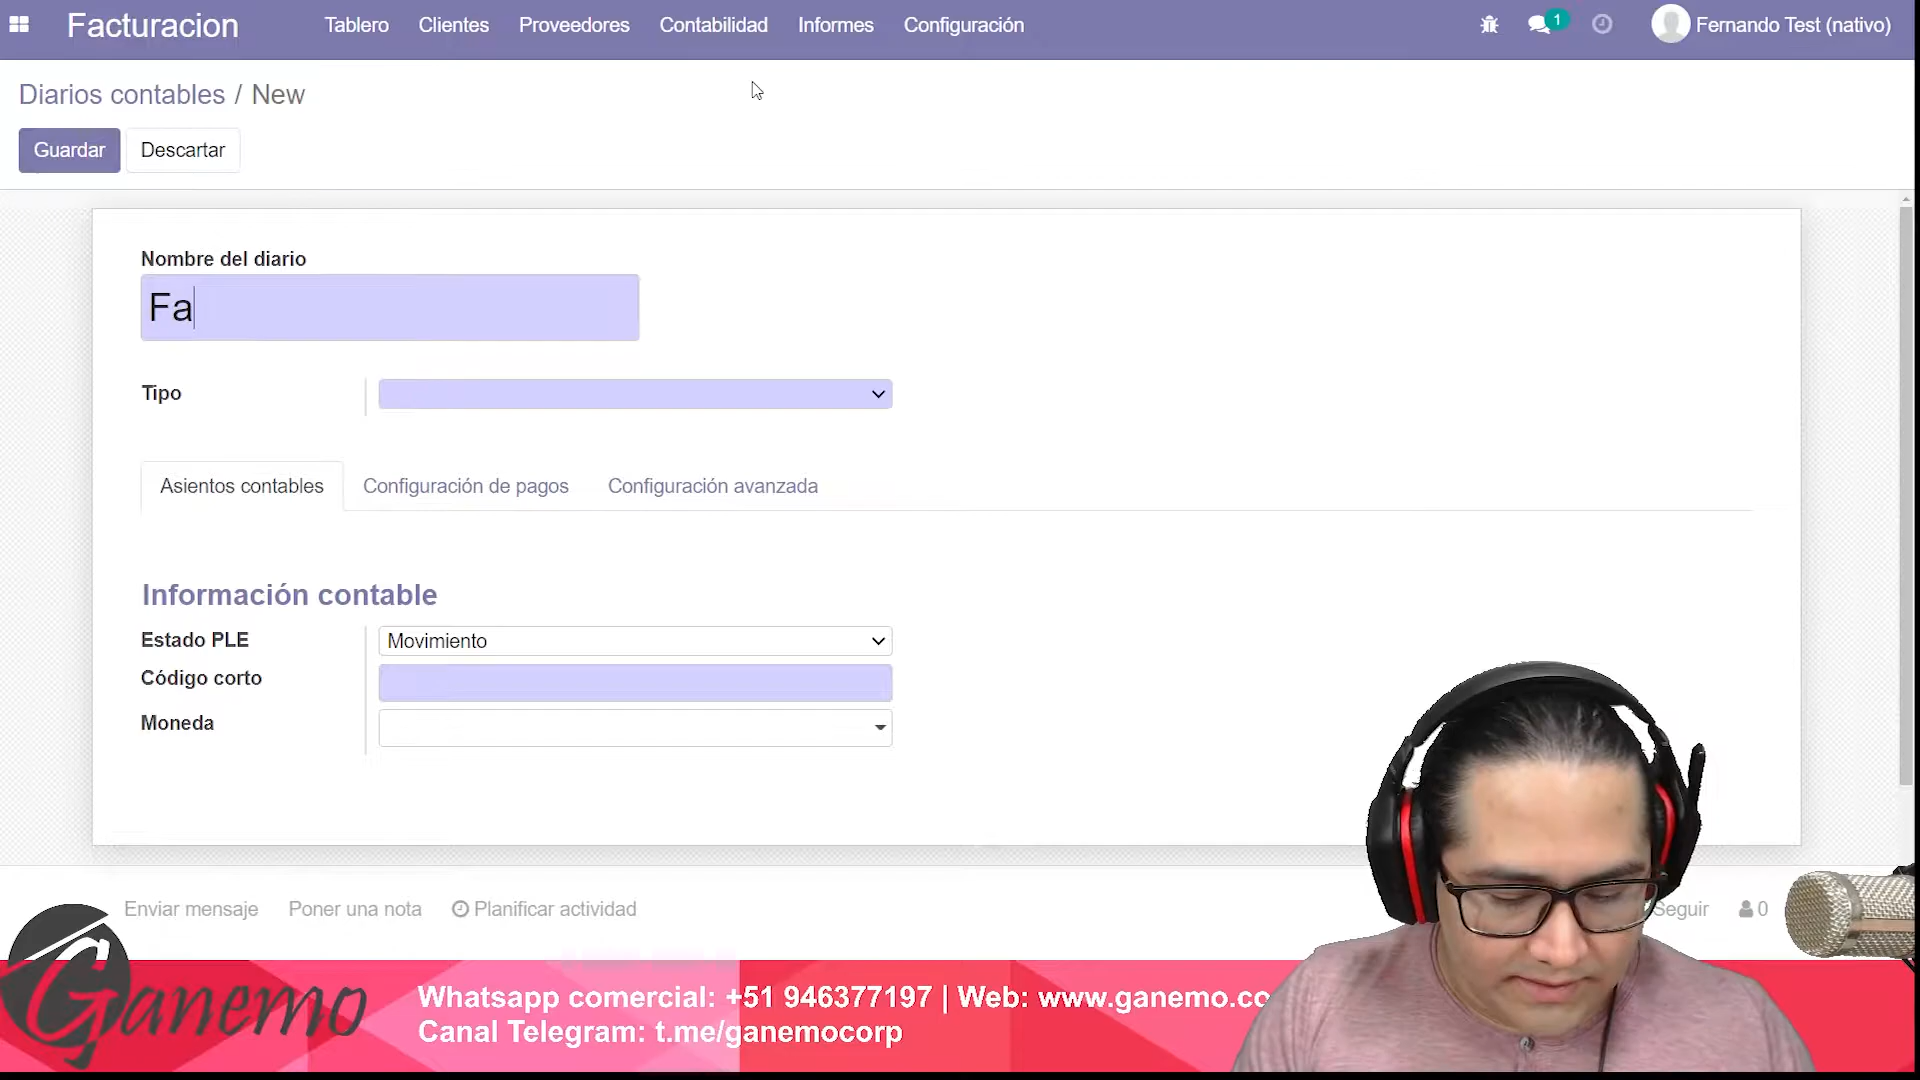 Facturacion Tablero Clientes Proveedores Contabilidad Informes Configuración 1 Fernando Test (nativo)
Diarios contables / New
Guardar Descartar
Nombre del diario
Fa
Tipo
Asientos contables Configuración de pagos Configuración avanzada
Información contable
Estado PLE Movimiento
Código corto
Moneda
Enviar mensaje Poner una nota Planificar actividad Seguir 0
Ganemo
Whatsapp comercial: +51 946377197 | Web: www.ganemo.co
Canal Telegram: t.me/ganemocorp